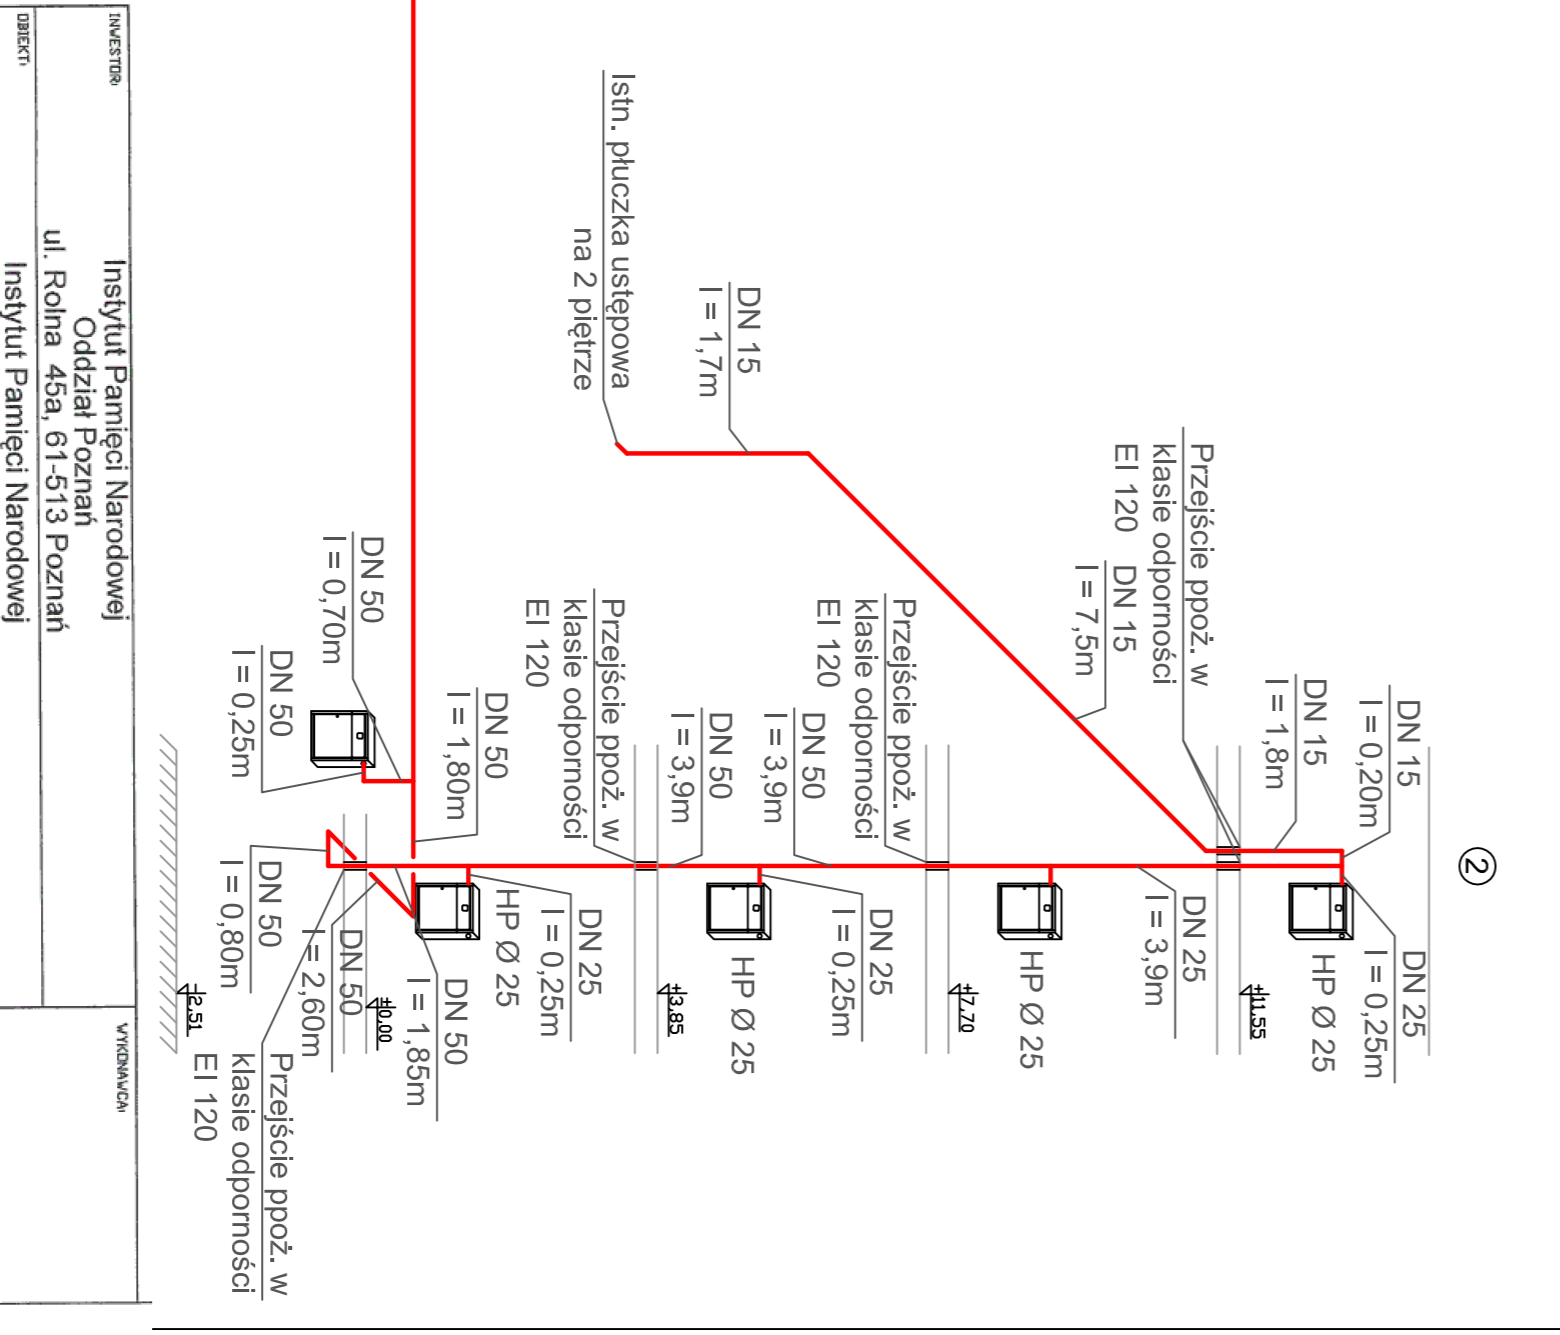 ②
DN 15
l = 0,20m
DN 25
l = 0,25m
HP Ø 25
DN 15
l = 1,8m
+11.55
Przejście ppoż. w
klasie odporności
EI 120
DN 15
l = 7,5m
DN 25
l = 3,9m
HP Ø 25
+7.70
Przejście ppoż. w
klasie odporności
EI 120
DN 25
l = 0,25m
DN 50
l = 3,9m
HP Ø 25
DN 15
l = 1,7m
DN 50
l = 3,9m
+3.85
Istn. płuczka ustępowa
na 2 piętrze
Przejście ppoż. w
klasie odporności
EI 120
DN 25
l = 0,25m
HP Ø 25
DN 50
l = 1,80m
DN 50
l = 1,85m
DN 50
l = 0,70m
±0.00
DN 50
l = 2,60m
DN 50
l = 0,25m
DN 50
l = 0,80m
Przejście ppoż. w
klasie odporności
EI 120
-2.51
INWESTOR:
Instytut Pamięci Narodowej
Oddział Poznań
ul. Rolna 45a, 61-513 Poznań
WYKONAWCA:
OBIEKT:
Instytut Pamięci Narodowej